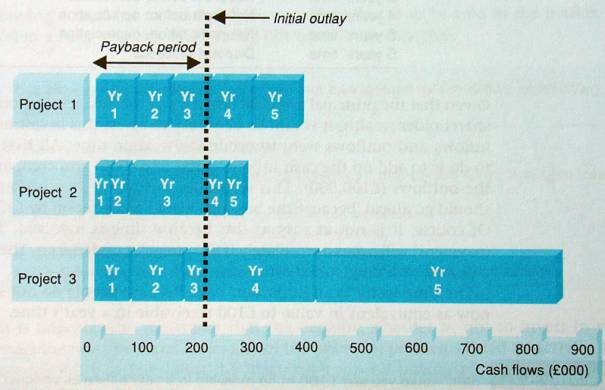 Initial outlay
Payback period
Project 1
Yr 1
Yr 2
Yr 3
Yr 4
Yr 5
Project 2
Yr 1
Yr 2
Yr 3
Yr 4
Yr 5
Project 3
Yr 1
Yr 2
Yr 3
Yr 4
Yr 5
0 100 200 300 400 500 600 700 800 900
Cash flows (£000)